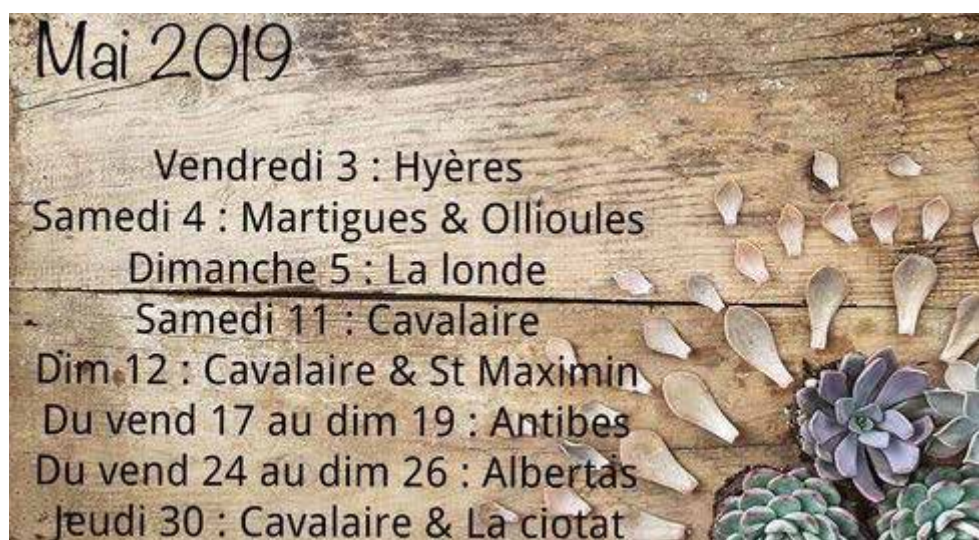 Mai 2019
Vendredi 3 : Hyères
Samedi 4 : Martigues & Ollioules
Dimanche 5 : La londe
Samedi 11 : Cavalaire
Dim 12 : Cavalaire & St Maximin
Du vend 17 au dim 19 : Antibes
Du vend 24 au dim 26 : Albertas
Jeudi 30 : Cavalaire & La ciotat